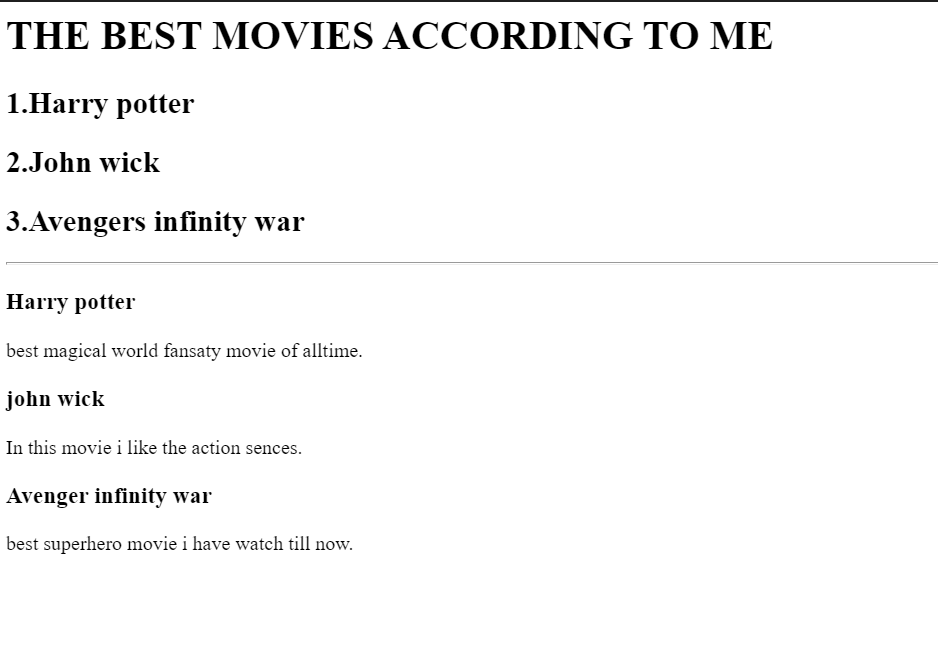 THE BEST MOVIES ACCORDING TO ME
1.Harry potter
2.John wick
3.Avengers infinity war
Harry potter
best magical world fansaty movie of alltime.
john wick
In this movie i like the action sences.
Avenger infinity war
best superhero movie i have watch till now.